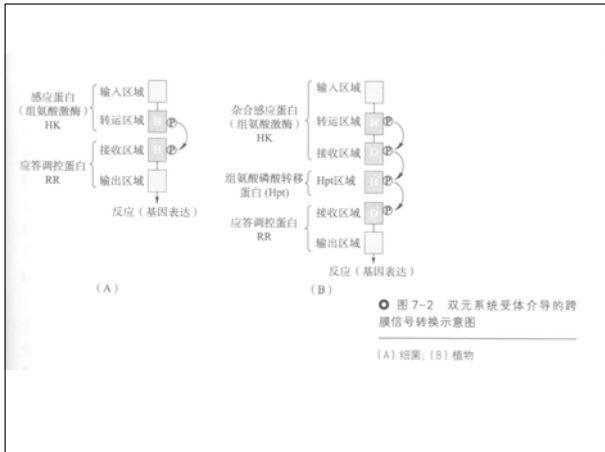 感应蛋白
(组氨酸激酶)
HK
输入区域
转运区域
H
P
应答调控蛋白
RR
接收区域
H
P
输出区域
反应(基因表达)
(A)
杂合感应蛋白
(组氨酸激酶)
HK
输入区域
转运区域
H
P
接收区域
D
P
组氨酸磷酸转移
蛋白(Hpt)
Hpt区域
H
P
应答调控蛋白
RR
接收区域
D
P
输出区域
反应(基因表达)
(B)
图7-2 双元系统受体介导的跨
膜信号转换示意图
(A)细菌;(B)植物